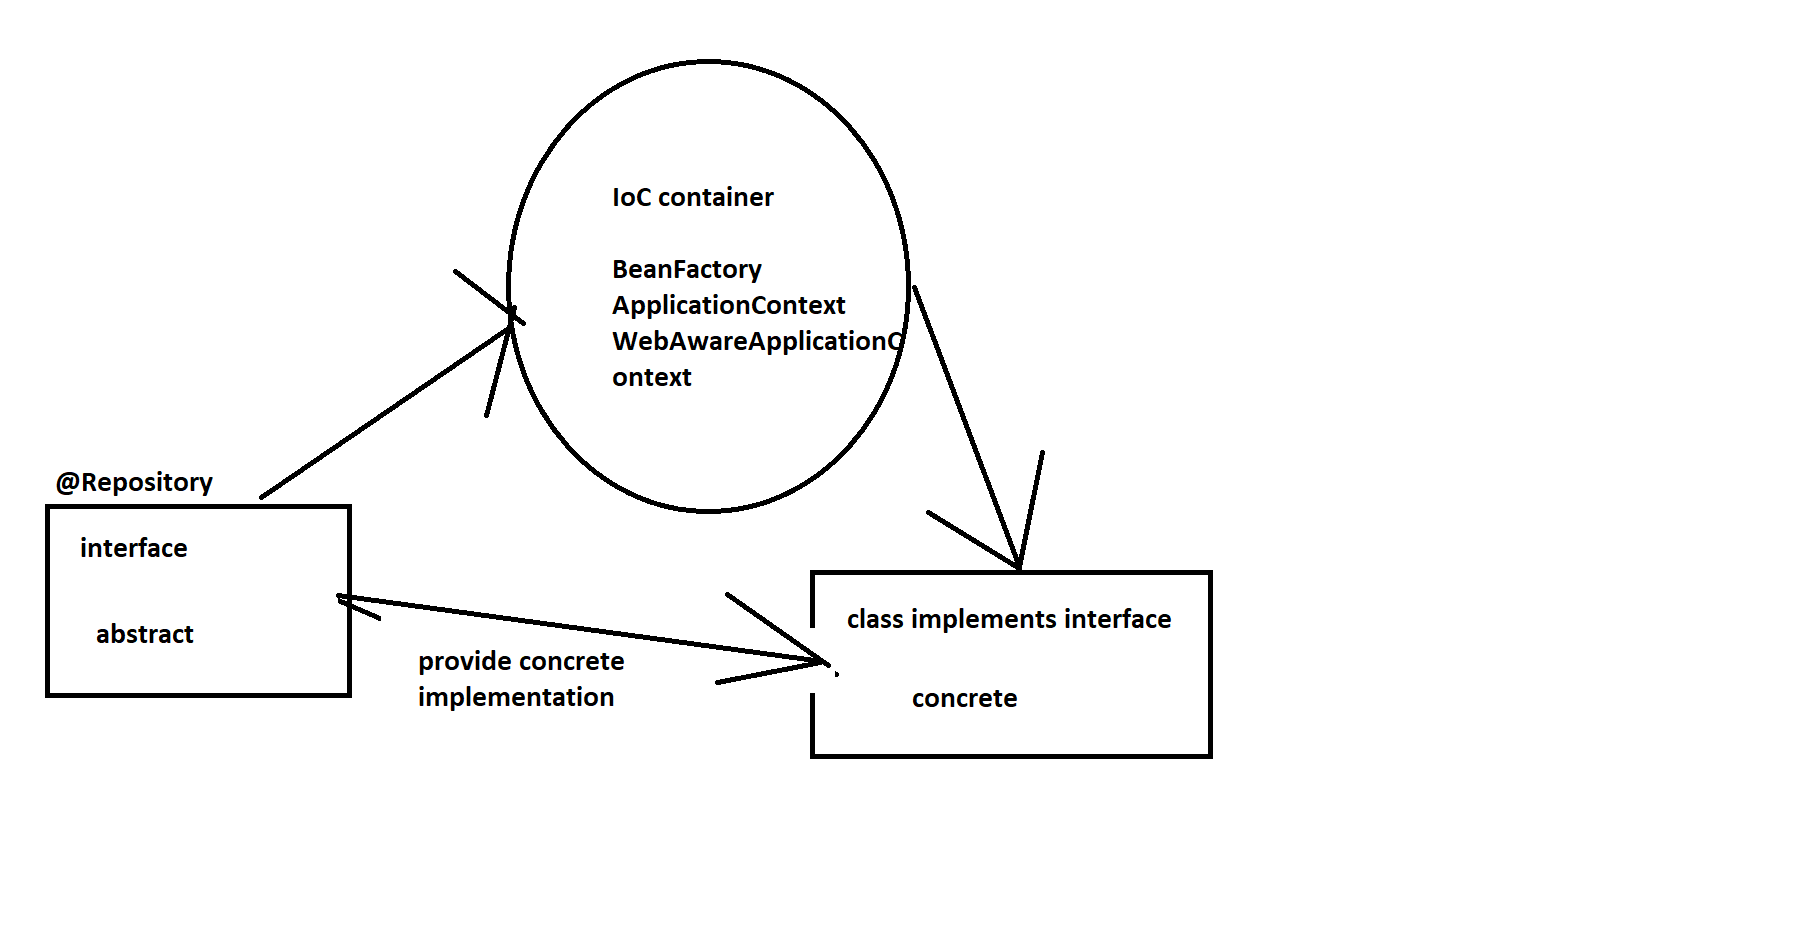 IoC container
BeanFactory
ApplicationContext
WebAwareApplicationC
ontext
@Repository
interface
abstract
provide concrete
implementation
class implements interface
concrete